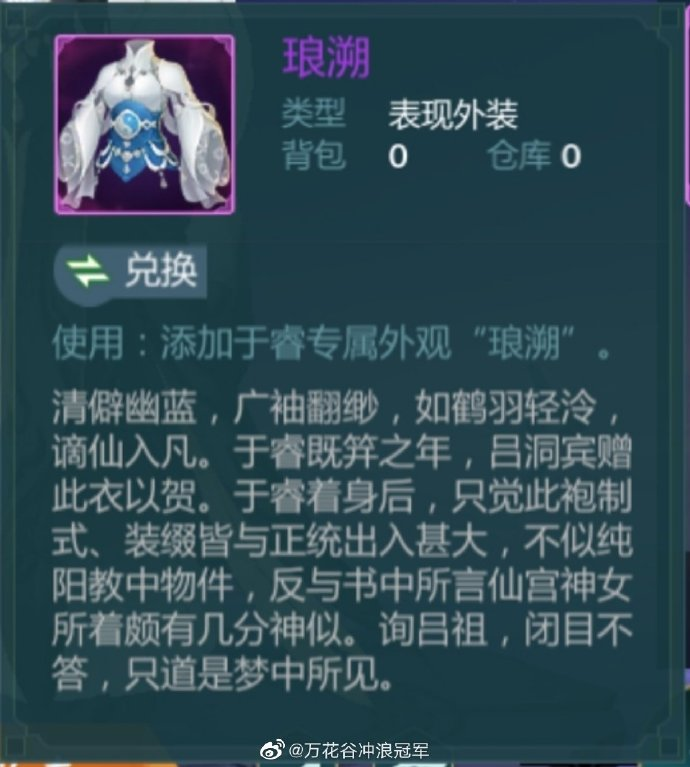 琅溯
类型 表现外装
背包 0 仓库 0
兑换
使用：添加于睿专属外观“琅溯”。
清僻幽蓝，广袖翻缈，如鹤羽轻泠，
谪仙入凡。于睿既笄之年，吕洞宾赠
此衣以贺。于睿着身后，只觉此袍制
式、装缀皆与正统出入甚大，不似纯
阳教中物件，反与书中所言仙宫神女
所着颇有几分神似。询吕祖，闭目不
答，只道是梦中所见。
@万花谷冲浪冠军